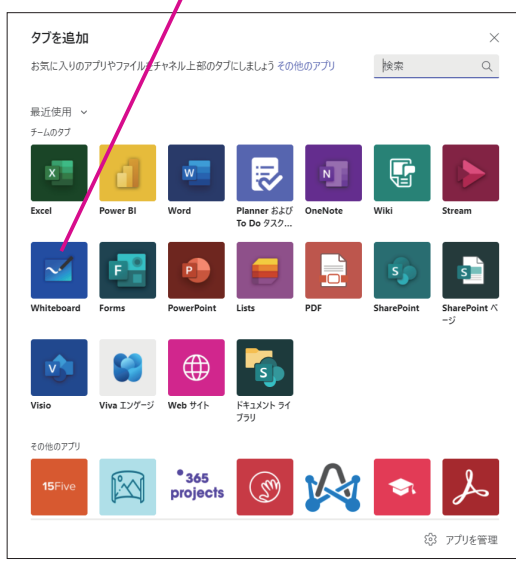 タブを追加
お気に入りのアプリやファイルをチャネル上部のタブにしましょう その他のアプリ
検索
最近使用
チームのタブ
Excel
Power BI
Word
Planner および
To Do タスク...
OneNote
Wiki
Stream
Whiteboard
Forms
PowerPoint
Lists
PDF
SharePoint
SharePoint ペ
ージ
Visio
Viva エンゲージ
Web サイト
ドキュメント ライ
ブラリ
その他のアプリ
15Five
365
projects
アプリを管理